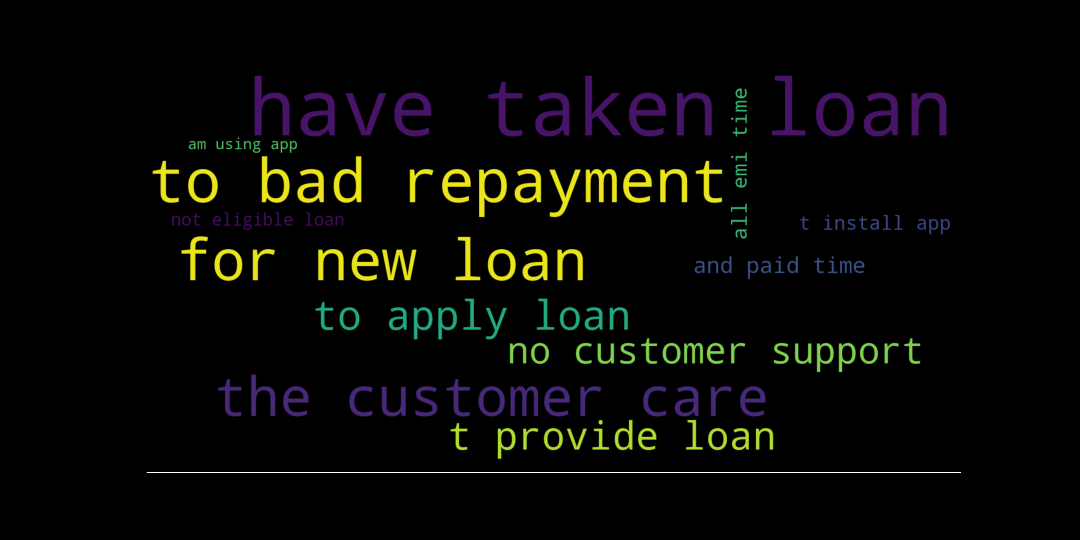 have taken loan
all emi time
am using app
to bad repayment
not eligible loan
t install app
for new loan
and paid time
to apply loan
no customer support
the customer care
t provide loan